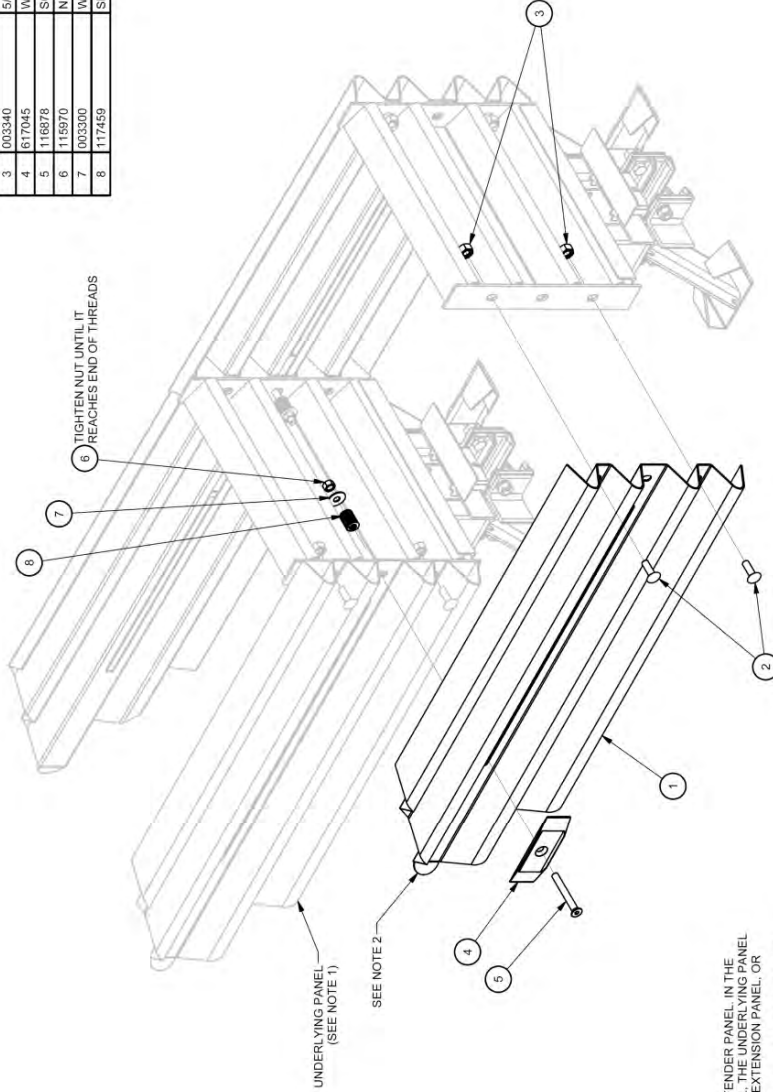 3 003340 5/
4 617045 W
5 116878 S
6 115970 N
7 003300 W
8 117459 S
TIGHTEN NUT UNTIL IT
REACHES END OF THREADS
6
7
8
3
UNDERLYING PANEL
(SEE NOTE 1)
SEE NOTE 2
4
5
1
2
ENDER PANEL. IN THE
THE UNDERLYING PANEL
EXTENSION PANEL. OR